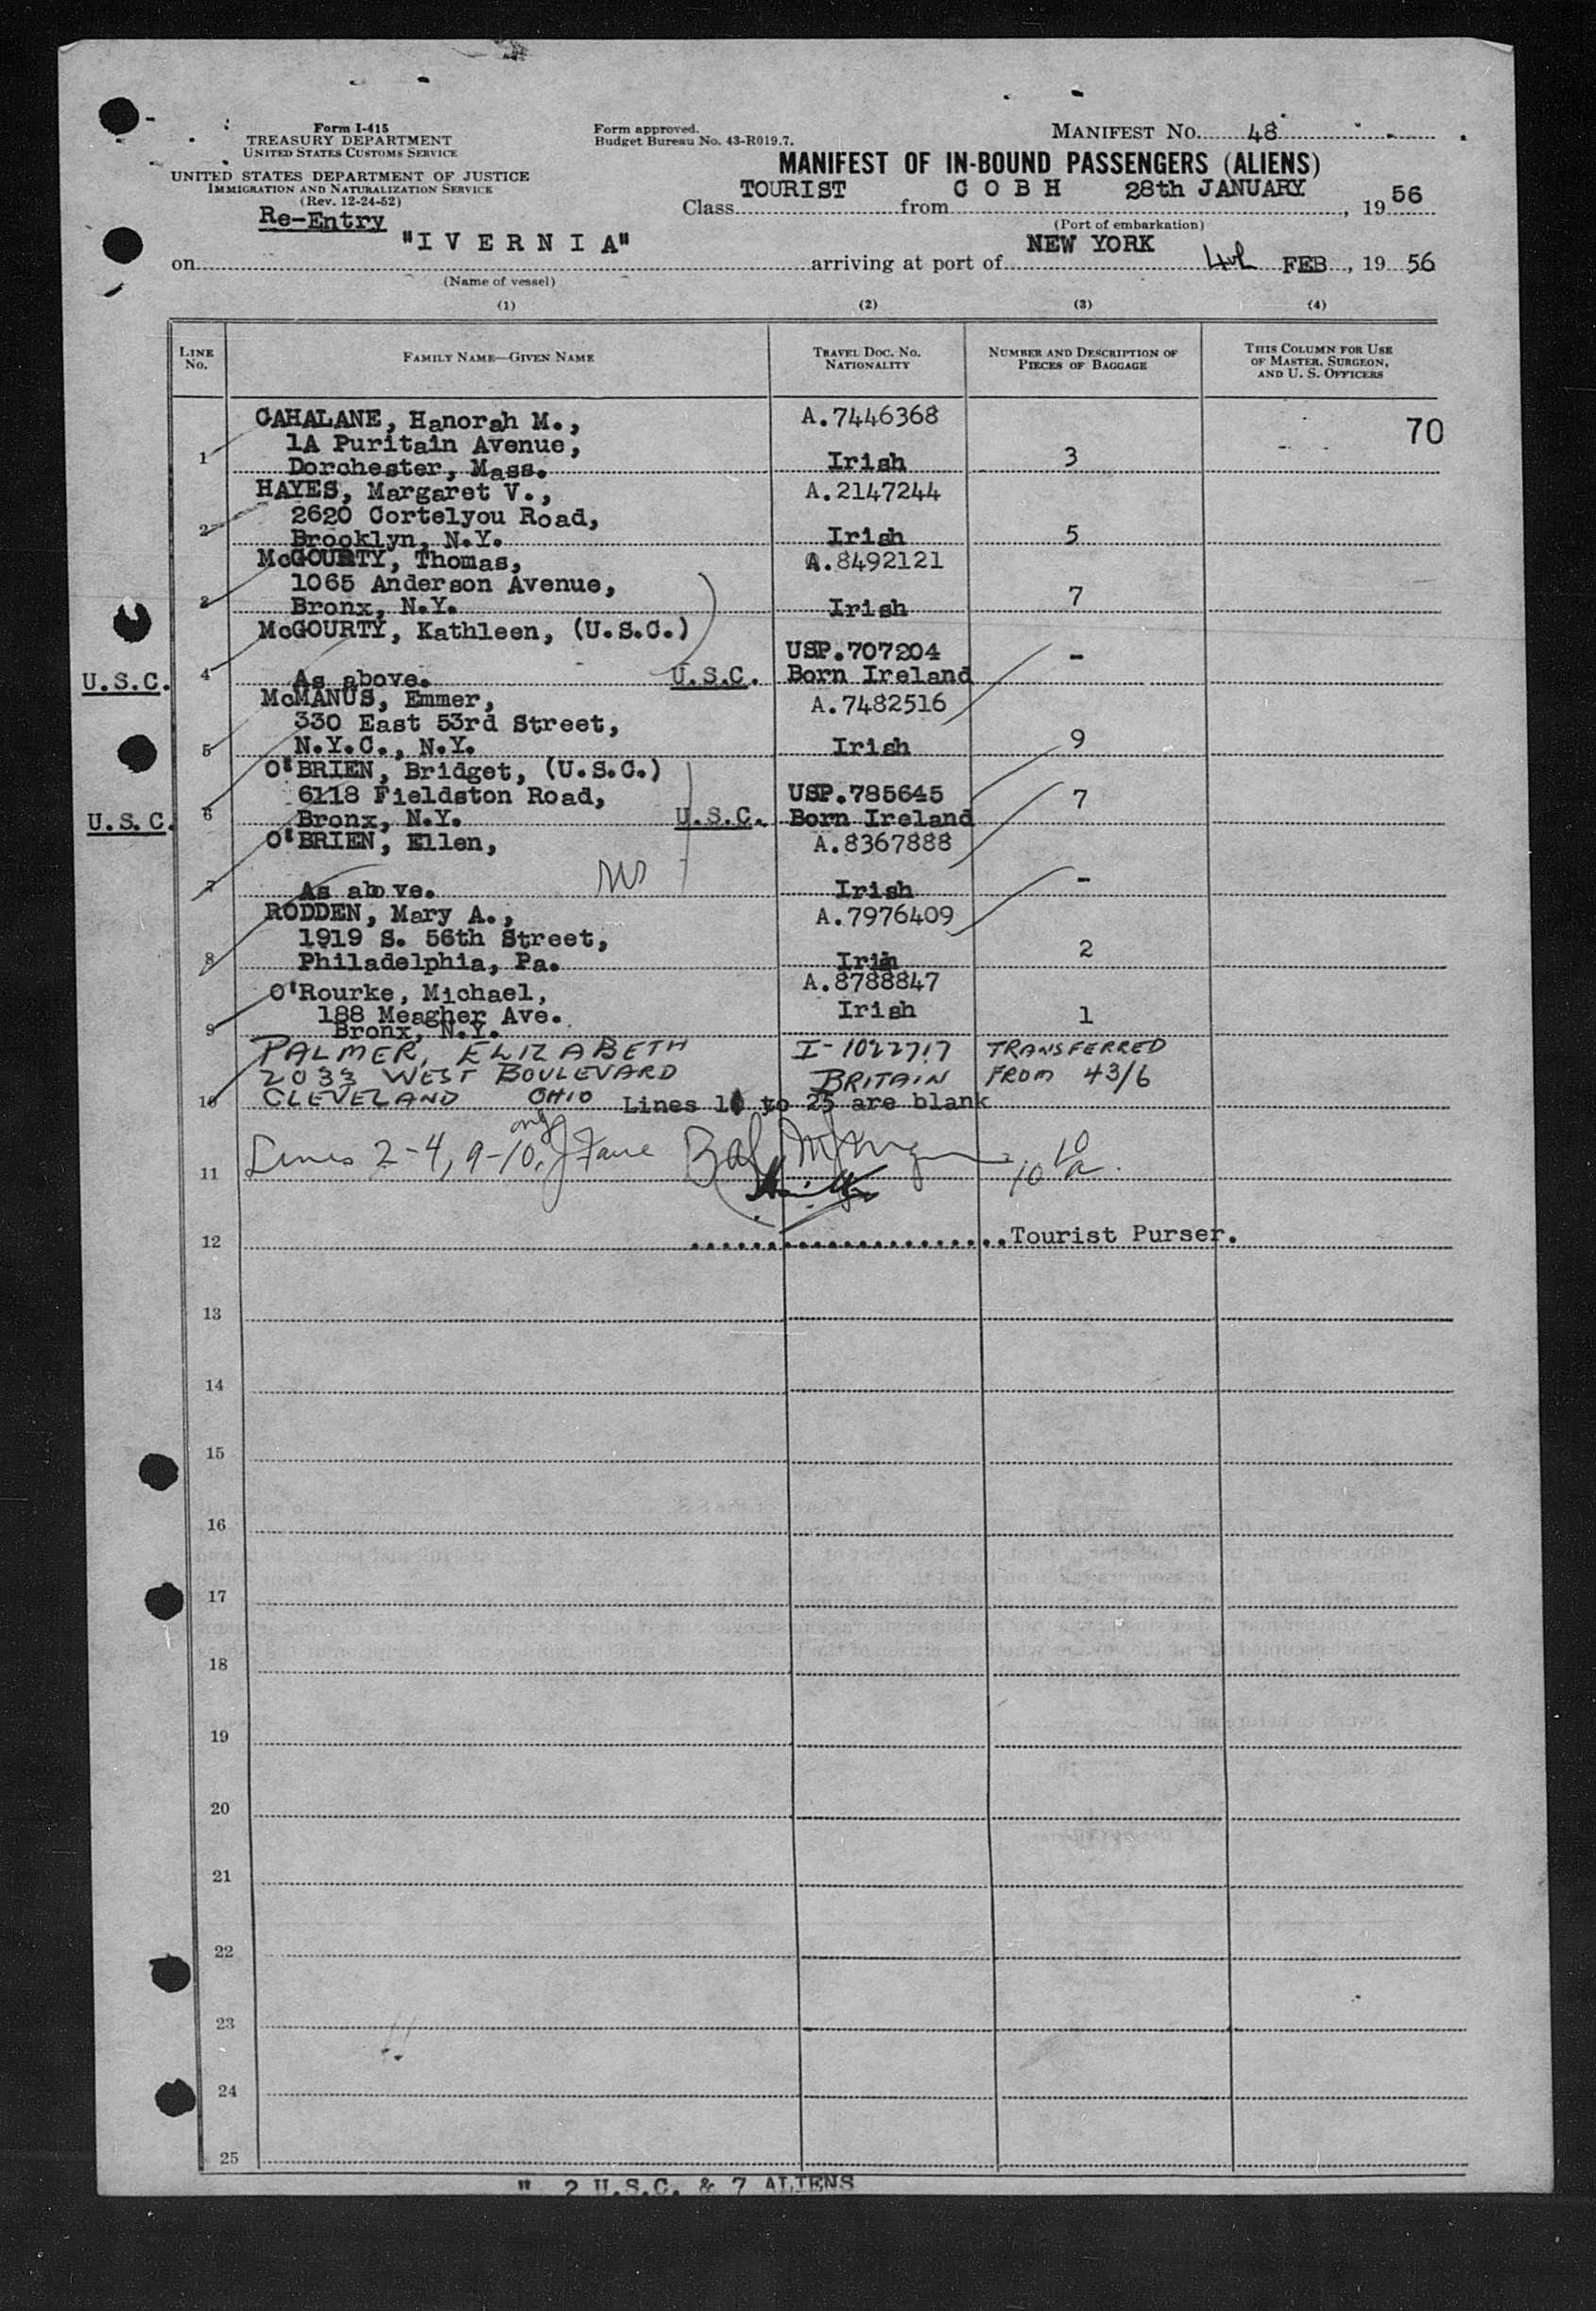 Form I-415
TREASURY DEPARTMENT
UNITED STATES CUSTOMS SERVICE
UNITED STATES DEPARTMENT OF JUSTICE
IMMIGRATION AND NATURALIZATION SERVICE
(Rev. 12-24-52)
Re-Entry
Form approved.
Budget Bureau No. 43-R019.7.
MANIFEST NO. 48
MANIFEST OF IN-BOUND PASSENGERS (ALIENS)
Class TOURIST from COBH 28th JANUARY, 1956
(Port of embarkation)
on "IVERNIA" arriving at port of NEW YORK 4th FEB, 1956
(Name of vessel)
(1) (2) (3) (4)
LINE NO. FAMILY NAME—GIVEN NAME TRAVEL DOC. NO. NATIONALITY NUMBER AND DESCRIPTION OF PIECES OF BAGGAGE THIS COLUMN FOR USE OF MASTER, SURGEON, AND U. S. OFFICERS
CAHALANE, Hanorah M., A.7446368
70
1A Puritain Avenue,
1 Dorchester, Mass. Irish 3
HAYES, Margaret V., A.2147244
2620 Cortelyou Road,
2 Brooklyn, N.Y. Irish 5
McGOURTY, Thomas, A.8492121
1065 Anderson Avenue,
3 Bronx, N.Y. Irish 7
McGOURTY, Kathleen, (U.S.C.)
USP.707204 -
U.S.C. 4 As above. U.S.C. Born Ireland
McMANUS, Emmer, A.7482516
330 East 53rd Street,
5 N.Y.C., N.Y. Irish 9
O'BRIEN, Bridget, (U.S.C.)
6118 Fieldston Road, USP.785645 7
U.S.C. 6 Bronx, N.Y. U.S.C. Born Ireland
O'BRIEN, Ellen, A.8367888
7 As above. Irish -
RODDEN, Mary A., A.7976409
1919 S. 56th Street,
8 Philadelphia, Pa. Irish 2
O'Rourke, Michael, A.8788847
188 Meagher Ave. Irish 1
9 Bronx, N.Y.
PALMER, ELIZABETH I-1022717 TRANSFERRED
2033 WEST BOULEVARD BRITAIN FROM 43/6
10 CLEVELAND OHIO Lines 10 to 25 are blank
11 Lines 2-4, 9-10, only
12 Tourist Purser.
13
14
15
16
17
18
19
20
21
22
23
24
25
" 2 U.S.C. & 7 ALIENS